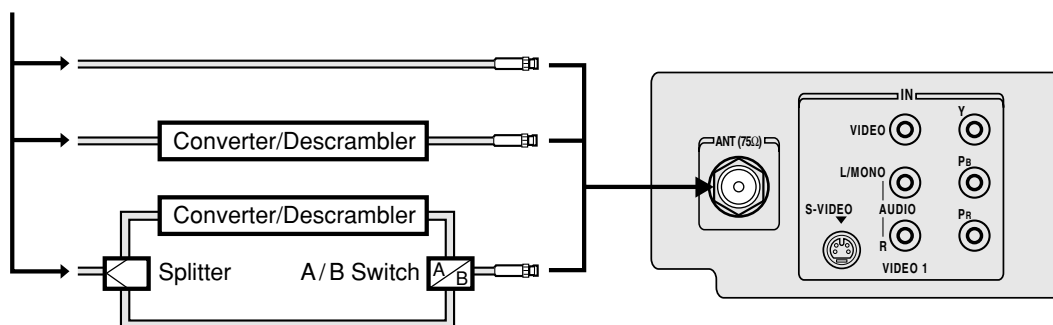 Converter/Descrambler
Converter/Descrambler
Splitter
A/B Switch
A/B
ANT (75Ω)
IN
VIDEO
Y
L/MONO
PB
S-VIDEO
AUDIO
PR
R
VIDEO 1